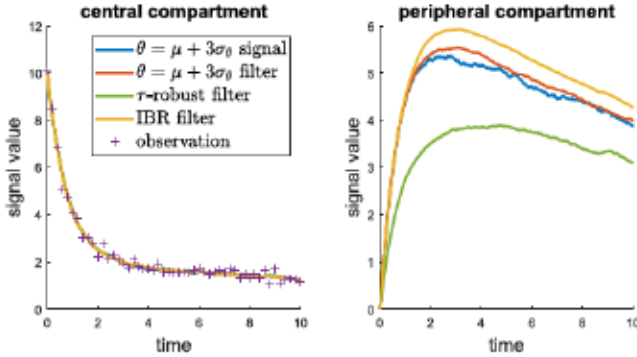 central compartment
signal value
12
10
8
6
4
2
0
θ = μ + 3σ_θ signal
θ = μ + 3σ_θ filter
τ-robust filter
IBR filter
observation
0 2 4 6 8 10
time
peripheral compartment
signal value
6
5
4
3
2
1
0
0 2 4 6 8 10
time